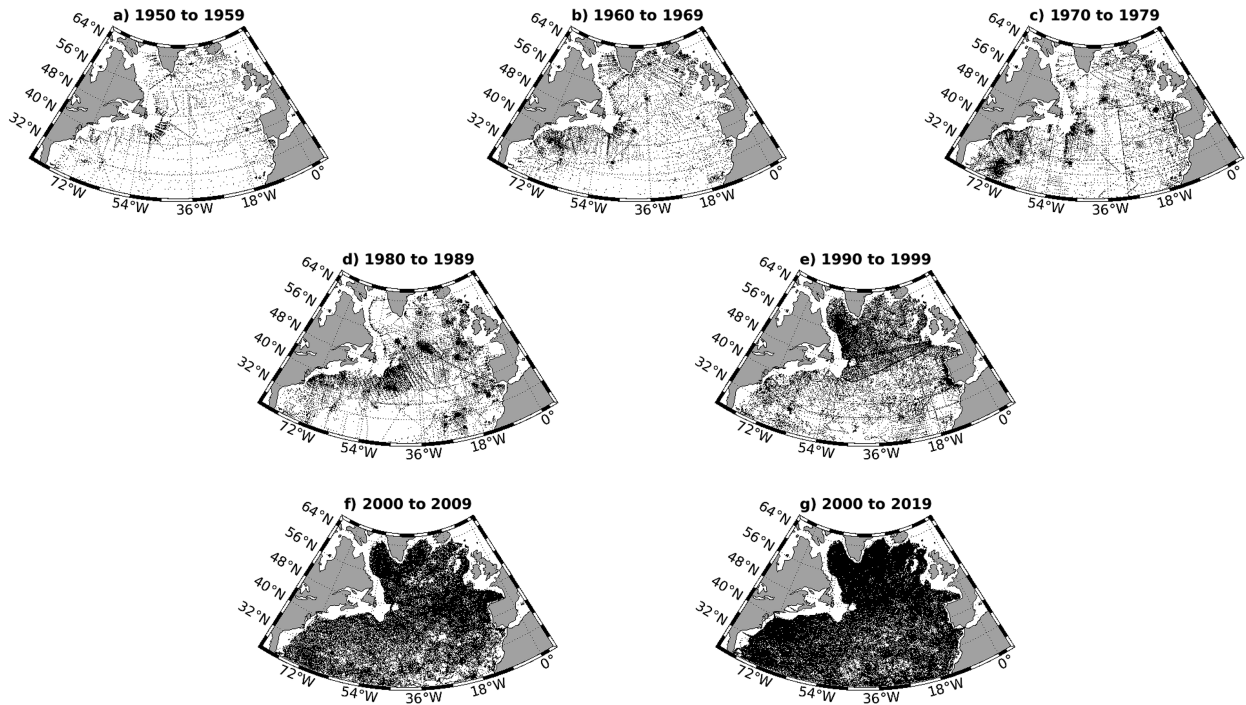 a) 1950 to 1959
64°N
56°N
48°N
40°N
32°N
72°W
54°W
36°W
18°W
0°
b) 1960 to 1969
64°N
56°N
48°N
40°N
32°N
72°W
54°W
36°W
18°W
0°
c) 1970 to 1979
64°N
56°N
48°N
40°N
32°N
72°W
54°W
36°W
18°W
0°
d) 1980 to 1989
64°N
56°N
48°N
40°N
32°N
72°W
54°W
36°W
18°W
0°
e) 1990 to 1999
64°N
56°N
48°N
40°N
32°N
72°W
54°W
36°W
18°W
0°
f) 2000 to 2009
64°N
56°N
48°N
40°N
32°N
72°W
54°W
36°W
18°W
0°
g) 2000 to 2019
64°N
56°N
48°N
40°N
32°N
72°W
54°W
36°W
18°W
0°